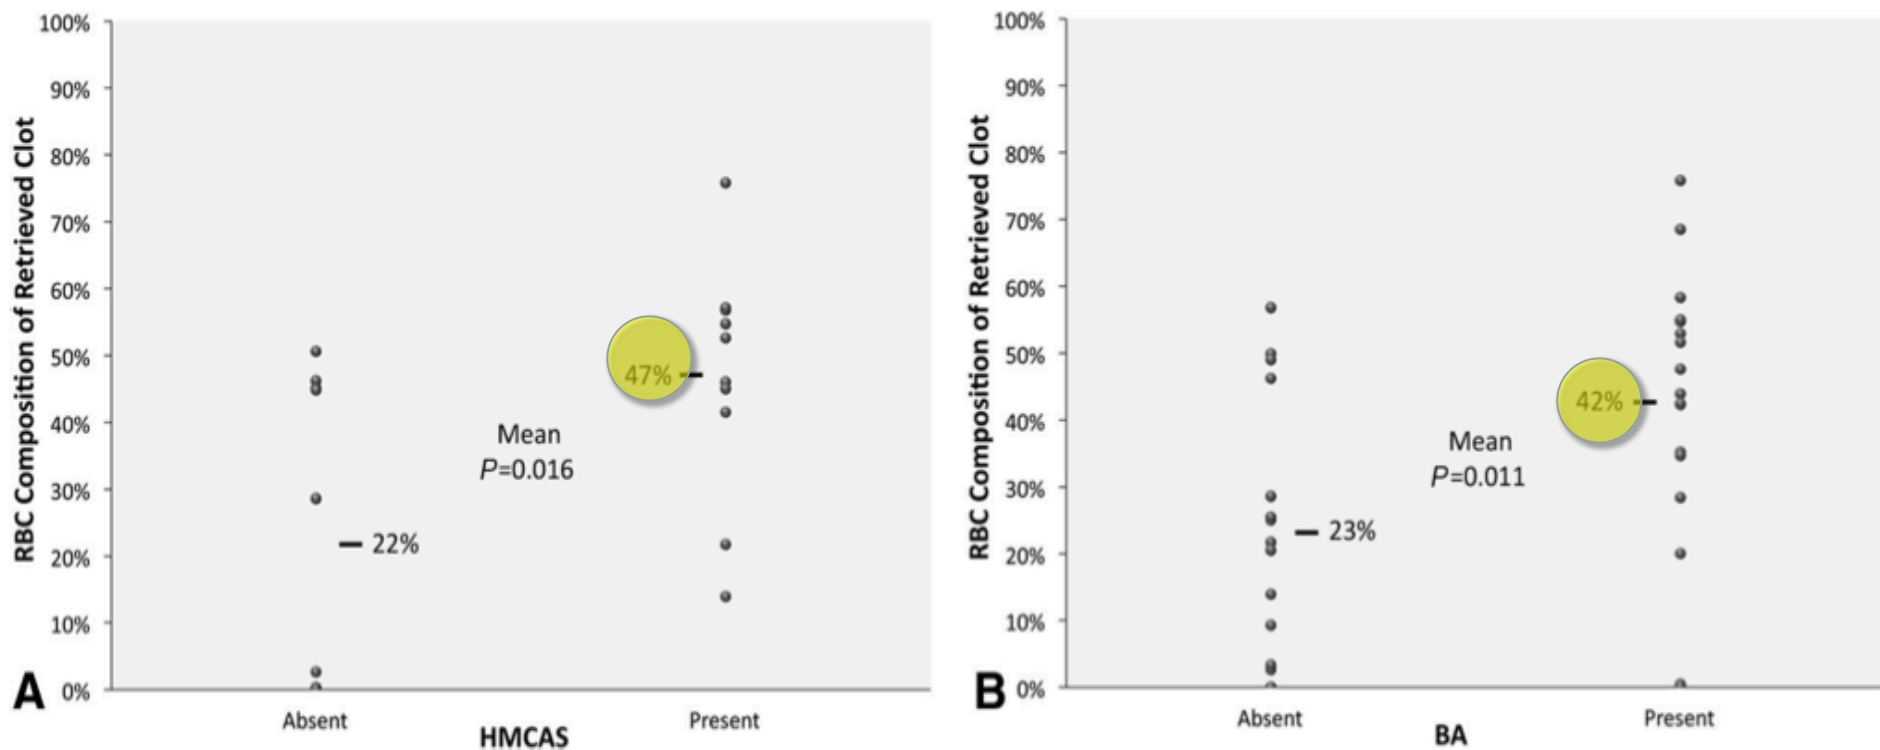 RBC Composition of Retrieved Clot
100%
90%
80%
70%
60%
50%
40%
30%
20%
10%
0%
47%
Mean
P=0.016
22%
Absent
Present
HMCAS
A
RBC Composition of Retrieved Clot
100%
90%
80%
70%
60%
50%
40%
30%
20%
10%
0%
42%
Mean
P=0.011
23%
Absent
Present
BA
B